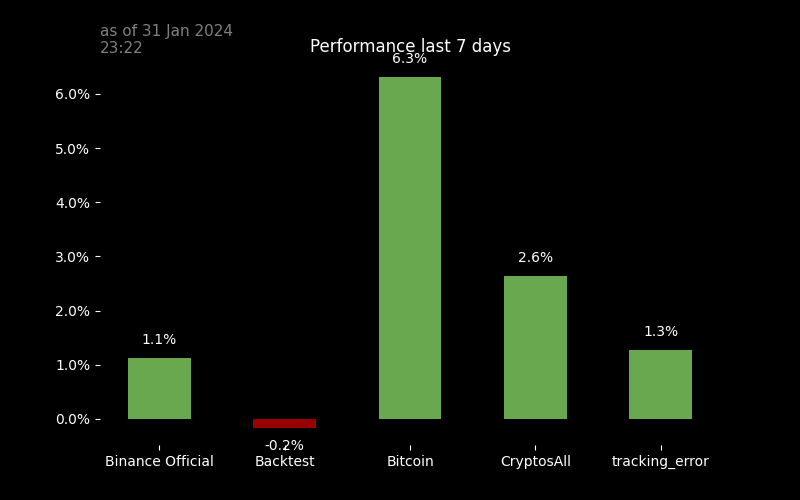 as of 31 Jan 2024
23:22
Performance last 7 days
6.3%
6.0%
5.0%
4.0%
3.0%
2.6%
2.0%
1.3%
1.1%
1.0%
0.0%
-0.2%
Binance Official
Backtest
Bitcoin
CryptosAll
tracking_error